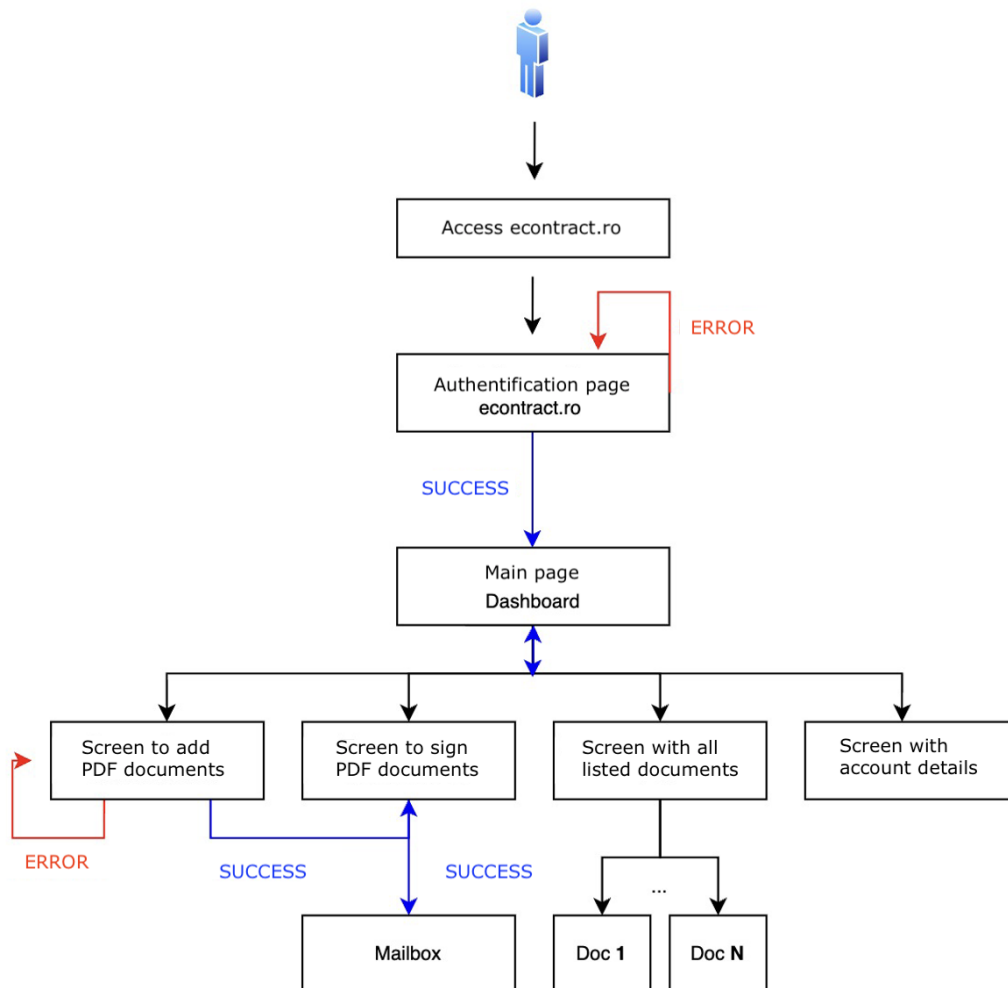 Access econtract.ro
ERROR
Authentification page
econtract.ro
SUCCESS
Main page
Dashboard
Screen to add
PDF documents
Screen to sign
PDF documents
Screen with all
listed documents
Screen with
account details
ERROR
SUCCESS
SUCCESS
...
Mailbox
Doc 1
Doc N